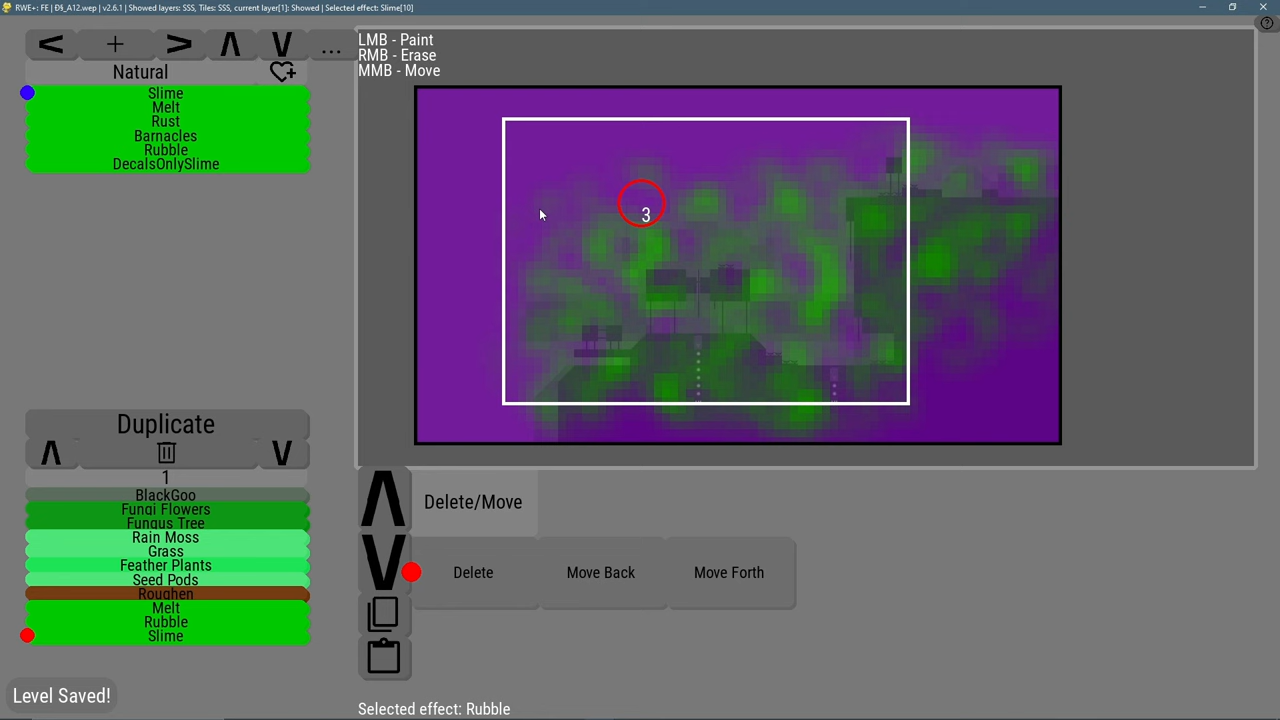 RWE+: FE | Đ§_A12.wep | v2.6.1 | Showed layers: SSS, Tiles: SSS, current layer[1]: Showed | Selected effect: Slime[10]
< + > Λ V ...
Natural
Slime
Melt
Rust
Barnacles
Rubble
DecalsOnlySlime
LMB - Paint
RMB - Erase
MMB - Move
3
Duplicate
Λ V
1
BlackGoo
Fungi Flowers
Fungus Tree
Rain Moss
Grass
Feather Plants
Seed Pods
Roughen
Melt
Rubble
Slime
Λ Delete/Move
V Delete Move Back Move Forth
Level Saved!
Selected effect: Rubble